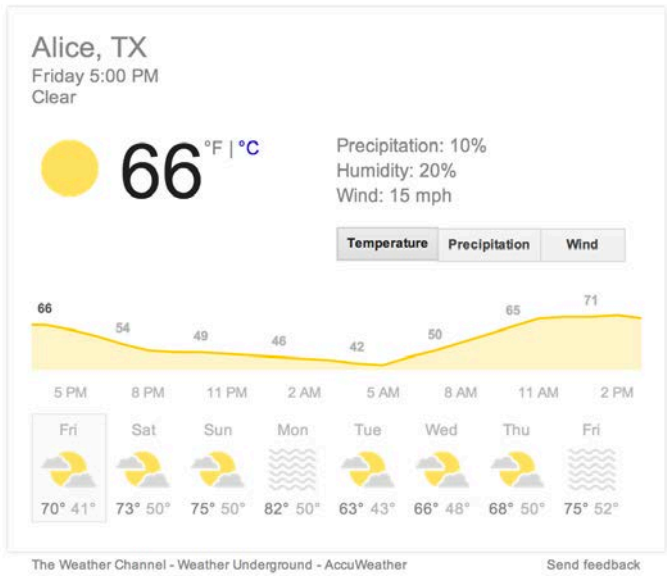 Alice, TX
Friday 5:00 PM
Clear
66 °F | °C
Precipitation: 10%
Humidity: 20%
Wind: 15 mph
Temperature Precipitation Wind
66 54 49 46 42 50 65 71
5 PM 8 PM 11 PM 2 AM 5 AM 8 AM 11 AM 2 PM
Fri Sat Sun Mon Tue Wed Thu Fri
70° 41° 73° 50° 75° 50° 82° 50° 63° 43° 66° 48° 68° 50° 75° 52°
The Weather Channel - Weather Underground - AccuWeather Send feedback